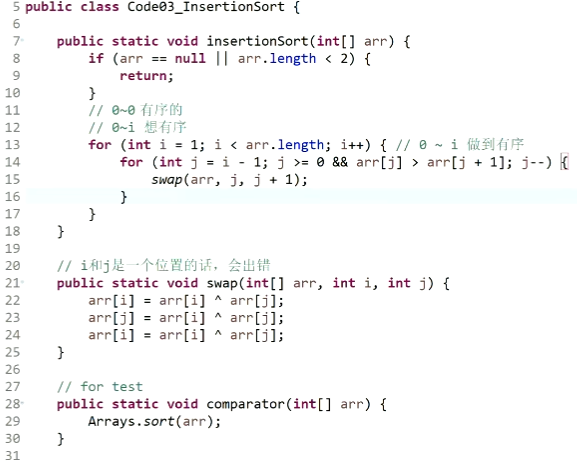 5 public class Code03_InsertionSort {
6
7     public static void insertionSort(int[] arr) {
8         if (arr == null || arr.length < 2) {
9             return;
10         }
11         // 0~0 有序的
12         // 0~i 想有序
13         for (int i = 1; i < arr.length; i++) { // 0 ~ i 做到有序
14             for (int j = i - 1; j >= 0 && arr[j] > arr[j + 1]; j--) {
15                 swap(arr, j, j + 1);
16             }
17         }
18     }
19
20     // i和j是一个位置的话，会出错
21     public static void swap(int[] arr, int i, int j) {
22         arr[i] = arr[i] ^ arr[j];
23         arr[j] = arr[i] ^ arr[j];
24         arr[i] = arr[i] ^ arr[j];
25     }
26
27     // for test
28     public static void comparator(int[] arr) {
29         Arrays.sort(arr);
30     }
31